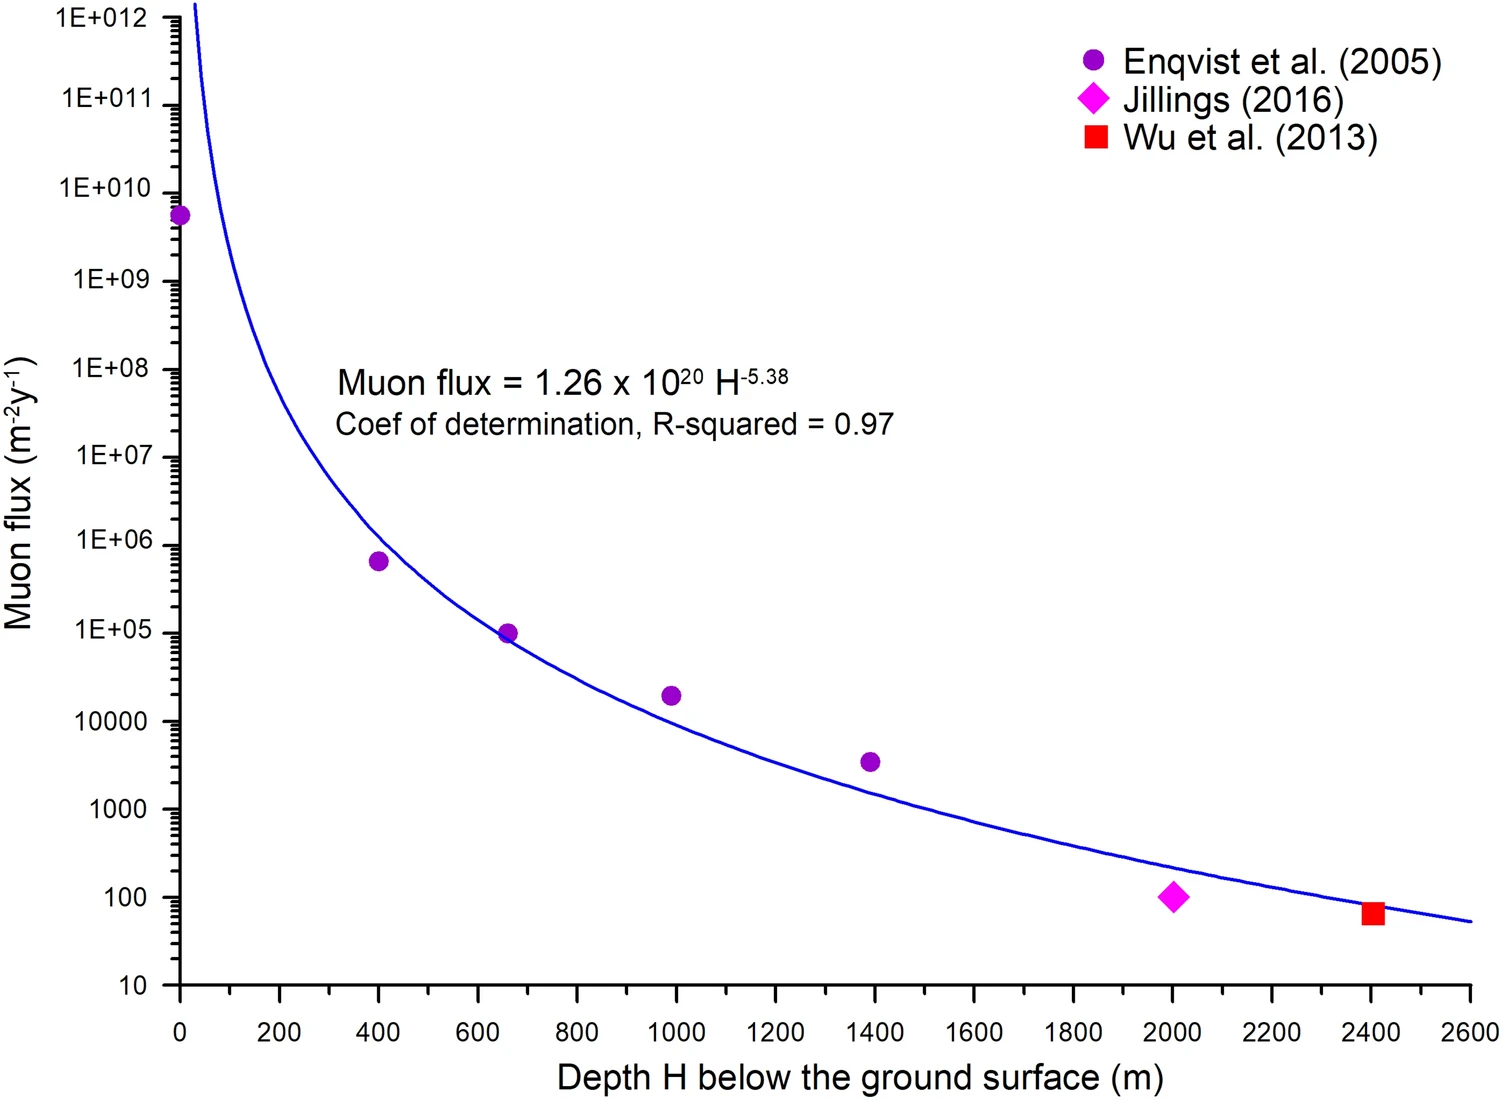 1E+012
1E+011
1E+010
1E+09
1E+08
1E+07
1E+06
1E+05
10000
1000
100
10
Muon flux (m⁻²y⁻¹)
Enqvist et al. (2005)
Jillings (2016)
Wu et al. (2013)
Muon flux = 1.26 x 10²⁰ H⁻⁵·³⁸
Coef of determination, R-squared = 0.97
0 200 400 600 800 1000 1200 1400 1600 1800 2000 2200 2400 2600
Depth H below the ground surface (m)